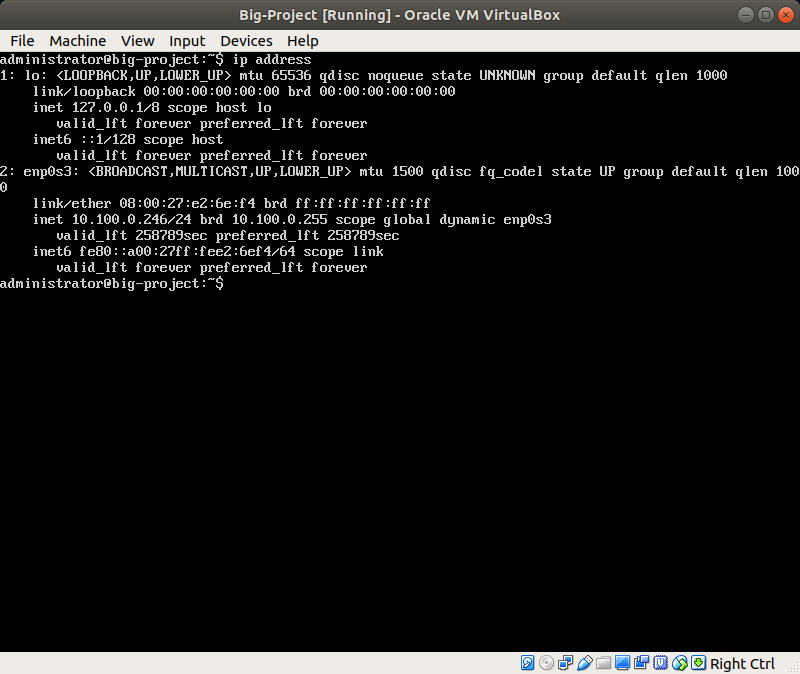 Big-Project [Running] - Oracle VM VirtualBox
File Machine View Input Devices Help
administrator@big-project:~$ ip address
1: lo: <LOOPBACK,UP,LOWER_UP> mtu 65536 qdisc noqueue state UNKNOWN group default qlen 1000
    link/loopback 00:00:00:00:00:00 brd 00:00:00:00:00:00
    inet 127.0.0.1/8 scope host lo
       valid_lft forever preferred_lft forever
    inet6 ::1/128 scope host
       valid_lft forever preferred_lft forever
2: enp0s3: <BROADCAST,MULTICAST,UP,LOWER_UP> mtu 1500 qdisc fq_codel state UP group default qlen 100
0
    link/ether 08:00:27:e2:6e:f4 brd ff:ff:ff:ff:ff:ff
    inet 10.100.0.246/24 brd 10.100.0.255 scope global dynamic enp0s3
       valid_lft 258789sec preferred_lft 258789sec
    inet6 fe80::a00:27ff:fee2:6ef4/64 scope link
       valid_lft forever preferred_lft forever
administrator@big-project:~$
Right Ctrl